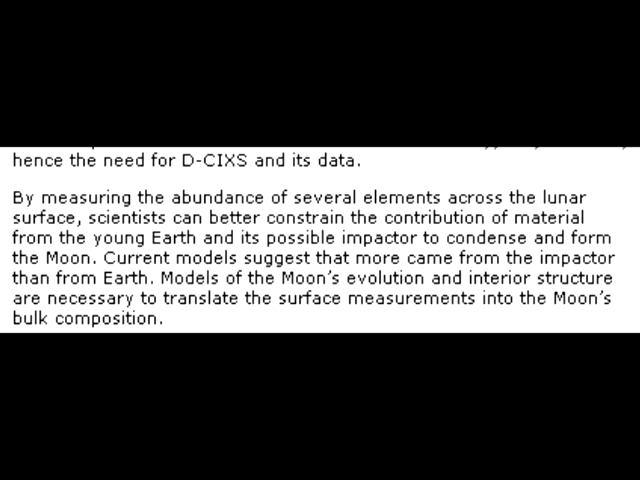 hence the need for D-CIXS and its data.
By measuring the abundance of several elements across the lunar
surface, scientists can better constrain the contribution of material
from the young Earth and its possible impactor to condense and form
the Moon. Current models suggest that more came from the impactor
than from Earth. Models of the Moon’s evolution and interior structure
are necessary to translate the surface measurements into the Moon’s
bulk composition.